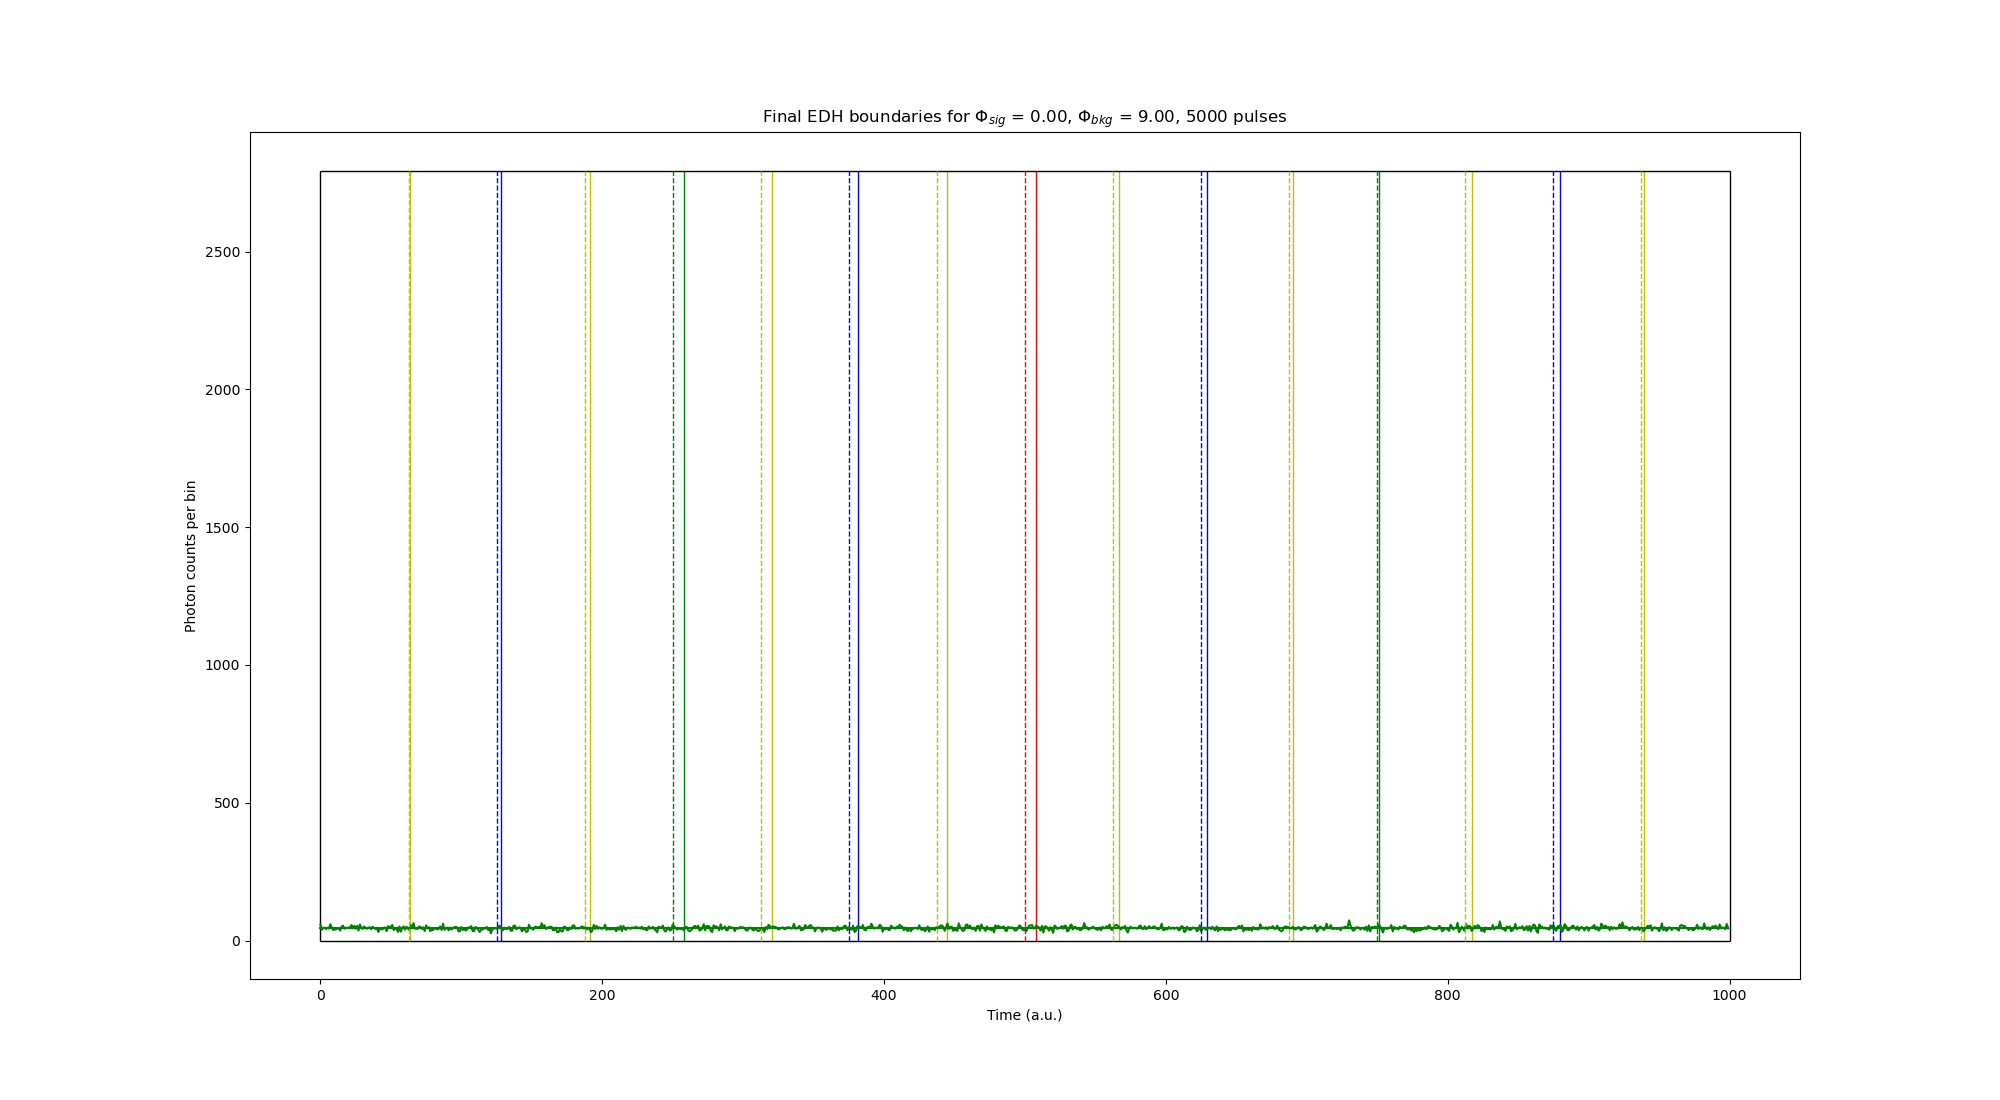 Final EDH boundaries for Φsig = 0.00, Φbkg = 9.00, 5000 pulses
Photon counts per bin
2500
2000
1500
1000
500
0
0 200 400 600 800 1000
Time (a.u.)